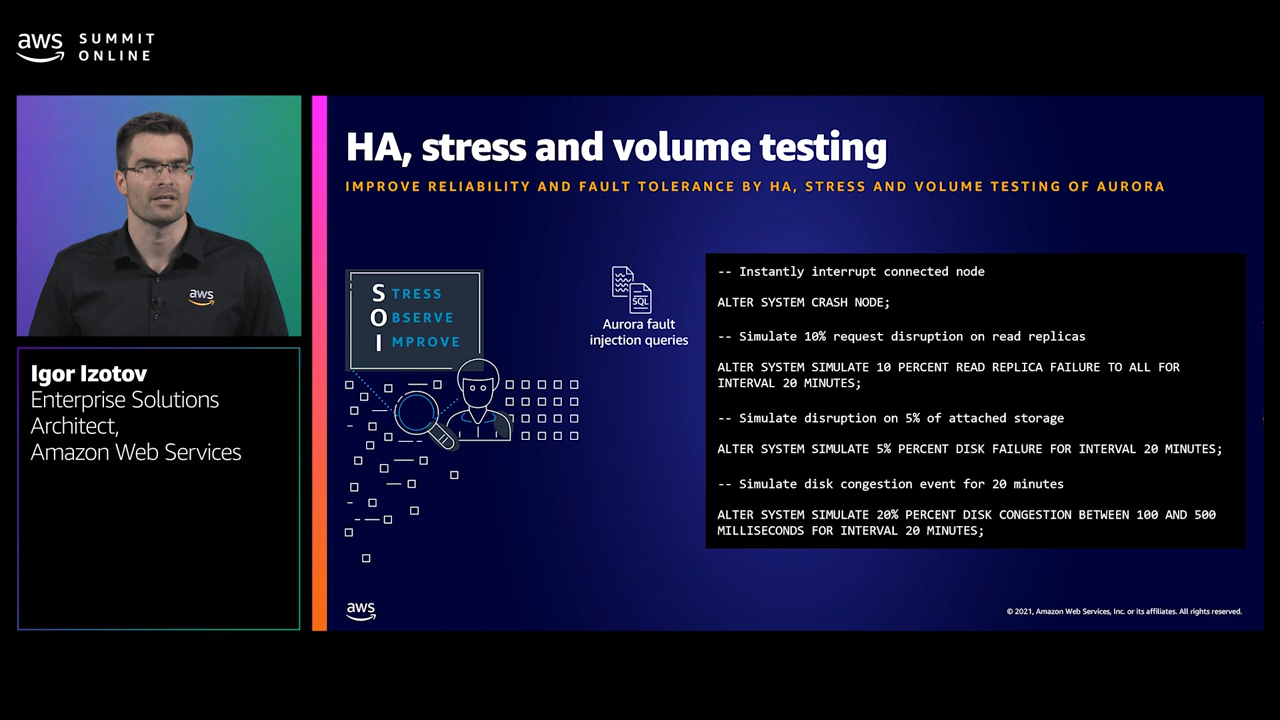 aws SUMMIT
ONLINE
aws
Igor Izotov
Enterprise Solutions
Architect,
Amazon Web Services
HA, stress and volume testing
IMPROVE RELIABILITY AND FAULT TOLERANCE BY HA, STRESS AND VOLUME TESTING OF AURORA
STRESS
OBSERVE
IMPROVE
SQL
Aurora fault
injection queries
-- Instantly interrupt connected node
ALTER SYSTEM CRASH NODE;
-- Simulate 10% request disruption on read replicas
ALTER SYSTEM SIMULATE 10 PERCENT READ REPLICA FAILURE TO ALL FOR
INTERVAL 20 MINUTES;
-- Simulate disruption on 5% of attached storage
ALTER SYSTEM SIMULATE 5% PERCENT DISK FAILURE FOR INTERVAL 20 MINUTES;
-- Simulate disk congestion event for 20 minutes
ALTER SYSTEM SIMULATE 20% PERCENT DISK CONGESTION BETWEEN 100 AND 500
MILLISECONDS FOR INTERVAL 20 MINUTES;
aws
© 2021, Amazon Web Services, Inc. or its affiliates. All rights reserved.